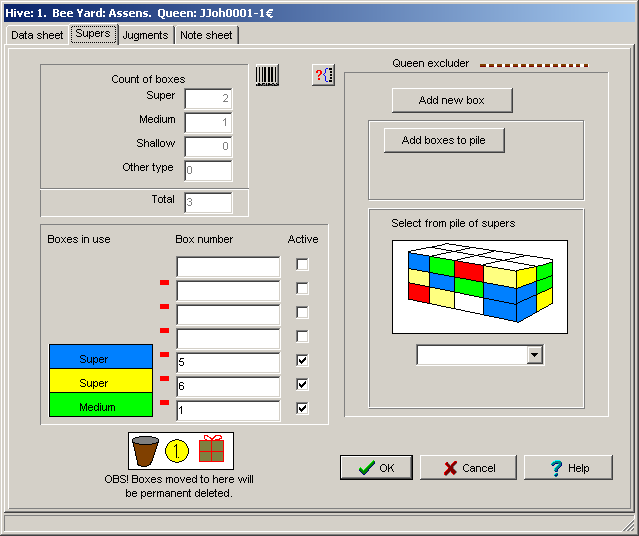 Hive: 1. Bee Yard: Assens. Queen: JJoh0001-1€
Data sheet
Supers
Jugments
Note sheet
Count of boxes
Super 2
Medium 1
Shallow 0
Other type 0
Total 3
?{
Queen excluder
Add new box
Add boxes to pile
Select from pile of supers
Boxes in use
Box number
Active
Super 5
Super 6
Medium 1
1
OBS! Boxes moved to here will
be permanent deleted.
OK
Cancel
? Help